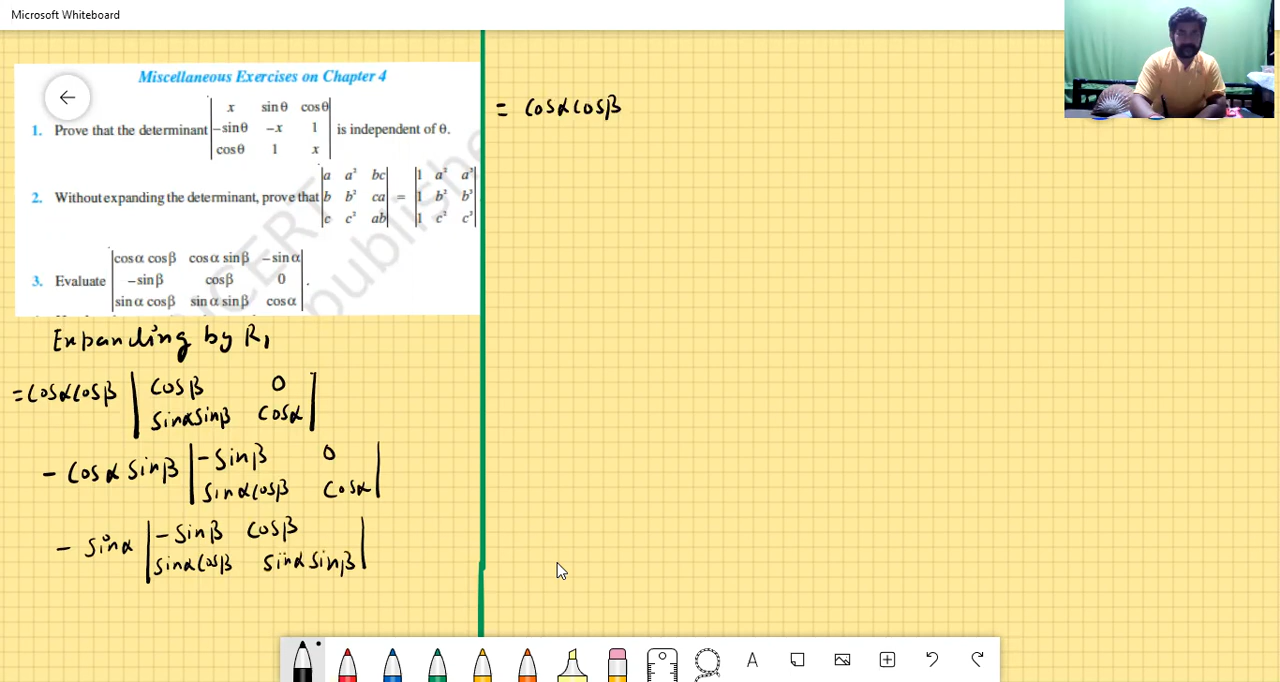 Microsoft Whiteboard
Miscellaneous Exercises on Chapter 4
1. Prove that the determinant | x sinθ cosθ | is independent of θ.
| -sinθ -x 1 |
| cosθ 1 x |
2. Without expanding the determinant, prove that | a a² bc | = | 1 a² a³ |
| b b² ca | = | 1 b² b³ |
| c c² ab | = | 1 c² c³ |
3. Evaluate | cosα cosβ cosα sinβ -sinα | .
| -sinβ cosβ 0 |
| sinα cosβ sinα sinβ cosα |
NCERT
publishe
Expanding by R₁
= cosα cosβ | cosβ 0 |
| sinα sinβ cosα |
- cosα sinβ | -sinβ 0 |
| sinα cosβ cosα |
- sinα | -sinβ cosβ |
| sinα cosβ sinα sinβ |
= cosα cosβ
A